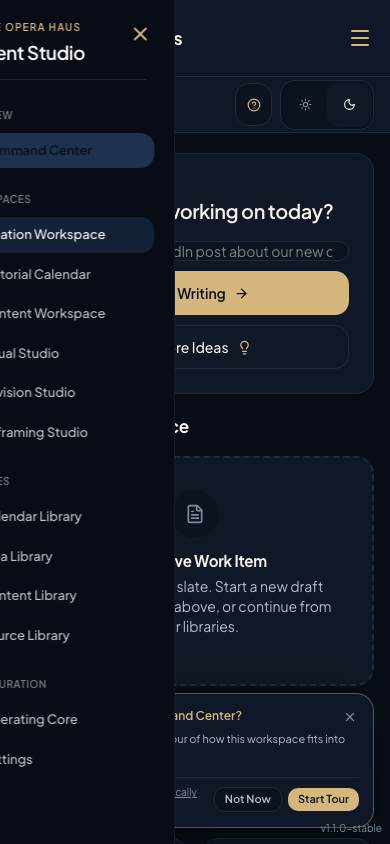 E OPERA HAUS
ent Studio
s
EW
mmand Center
PACES
ation Workspace
torial Calendar
ntent Workspace
ual Studio
vision Studio
framing Studio
ES
lendar Library
a Library
ntent Library
urce Library
URATION
erating Core
ttings
vorking on today?
dIn post about our new c
Writing →
re Ideas
ce
ve Work Item
slate. Start a new draft
above, or continue from
r libraries.
and Center?
our of how this workspace fits into
cally
Not Now
Start Tour
v1.1.0-stable